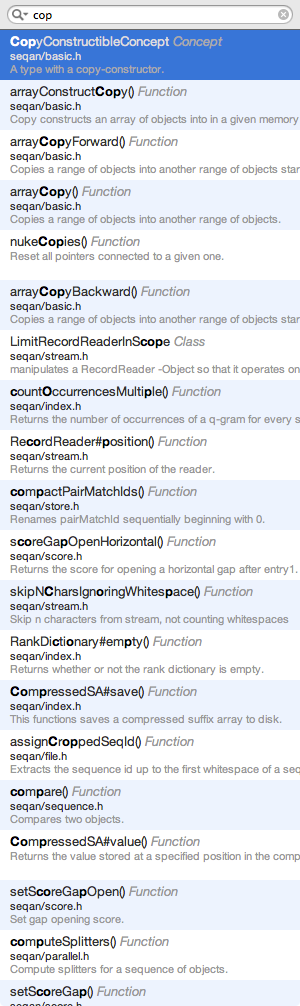 cop
CopyConstructibleConcept Concept
seqan/basic.h
A type with a copy-constructor.
arrayConstructCopy() Function
seqan/basic.h
Copy constructs an array of objects into in a given memory
arrayCopyForward() Function
seqan/basic.h
Copies a range of objects into another range of objects star
arrayCopy() Function
seqan/basic.h
Copies a range of objects into another range of objects.
nukeCopies() Function
Reset all pointers connected to a given one.
arrayCopyBackward() Function
seqan/basic.h
Copies a range of objects into another range of objects star
LimitRecordReaderInScope Class
seqan/stream.h
manipulates a RecordReader -Object so that it operates on
countOccurrencesMultiple() Function
seqan/index.h
Returns the number of occurrences of a q-gram for every s
RecordReader#position() Function
seqan/stream.h
Returns the current position of the reader.
compactPairMatchIds() Function
seqan/store.h
Renames pairMatchId sequentially beginning with 0.
scoreGapOpenHorizontal() Function
seqan/score.h
Returns the score for opening a horizontal gap after entry1.
skipNCharsIgnoringWhitespace() Function
seqan/stream.h
Skip n characters from stream, not counting whitespaces
RankDictionary#empty() Function
seqan/index.h
Returns whether or not the rank dictionary is empty.
CompressedSA#save() Function
seqan/index.h
This functions saves a compressed suffix array to disk.
assignCroppedSeqId() Function
seqan/file.h
Extracts the sequence id up to the first whitespace of a seq
compare() Function
seqan/sequence.h
Compares two objects.
CompressedSA#value() Function
Returns the value stored at a specified position in the comp
setScoreGapOpen() Function
seqan/score.h
Set gap opening score.
computeSplitters() Function
seqan/parallel.h
Compute splitters for a sequence of objects.
setScoreGap() Function
seqan/score.h